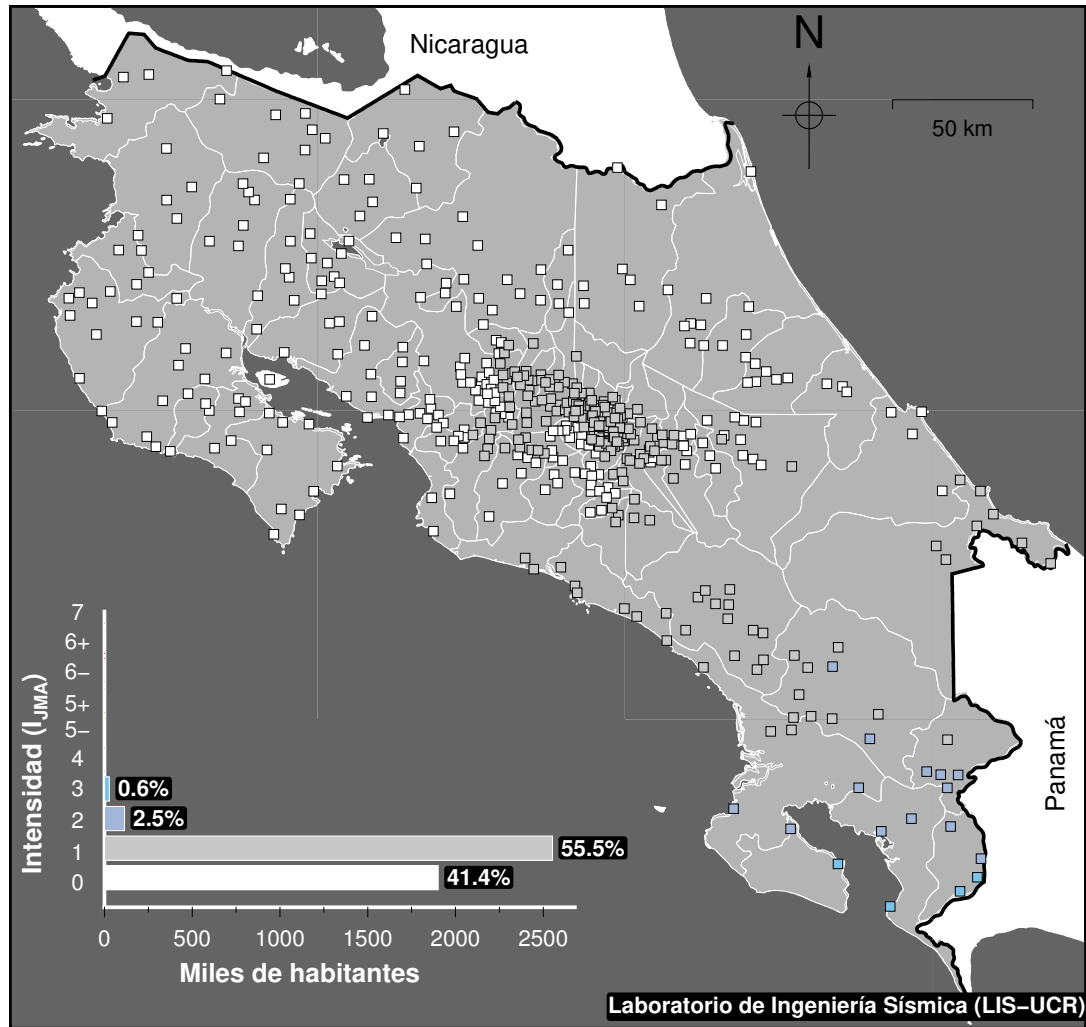 Nicaragua
N
50 km
Panamá
Intensidad (I_JMA)
7
6+
6−
5+
5−
4
3
2
1
0
0.6%
2.5%
55.5%
41.4%
0 500 1000 1500 2000 2500
Miles de habitantes
Laboratorio de Ingeniería Sísmica (LIS−UCR)